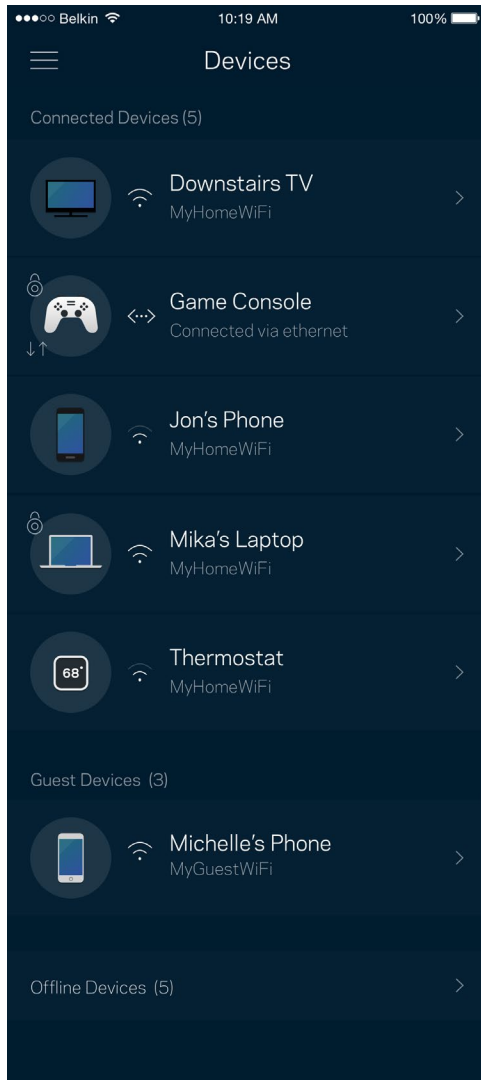 Belkin 10:19 AM 100%
Devices
Connected Devices (5)
Downstairs TV
MyHomeWiFi
Game Console
Connected via ethernet
Jon's Phone
MyHomeWiFi
Mika's Laptop
MyHomeWiFi
68°
Thermostat
MyHomeWiFi
Guest Devices (3)
Michelle's Phone
MyGuestWiFi
Offline Devices (5)